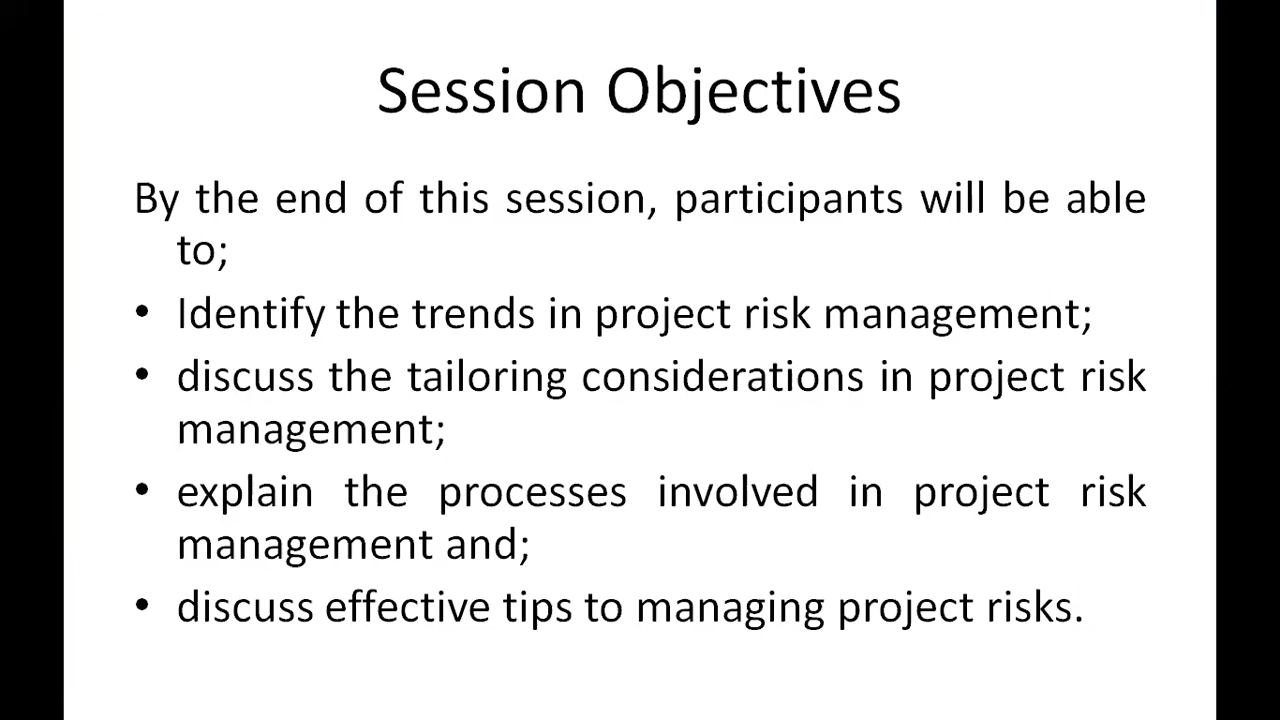 Session Objectives
By the end of this session, participants will be able
to;
• Identify the trends in project risk management;
• discuss the tailoring considerations in project risk
management;
• explain the processes involved in project risk
management and;
• discuss effective tips to managing project risks.